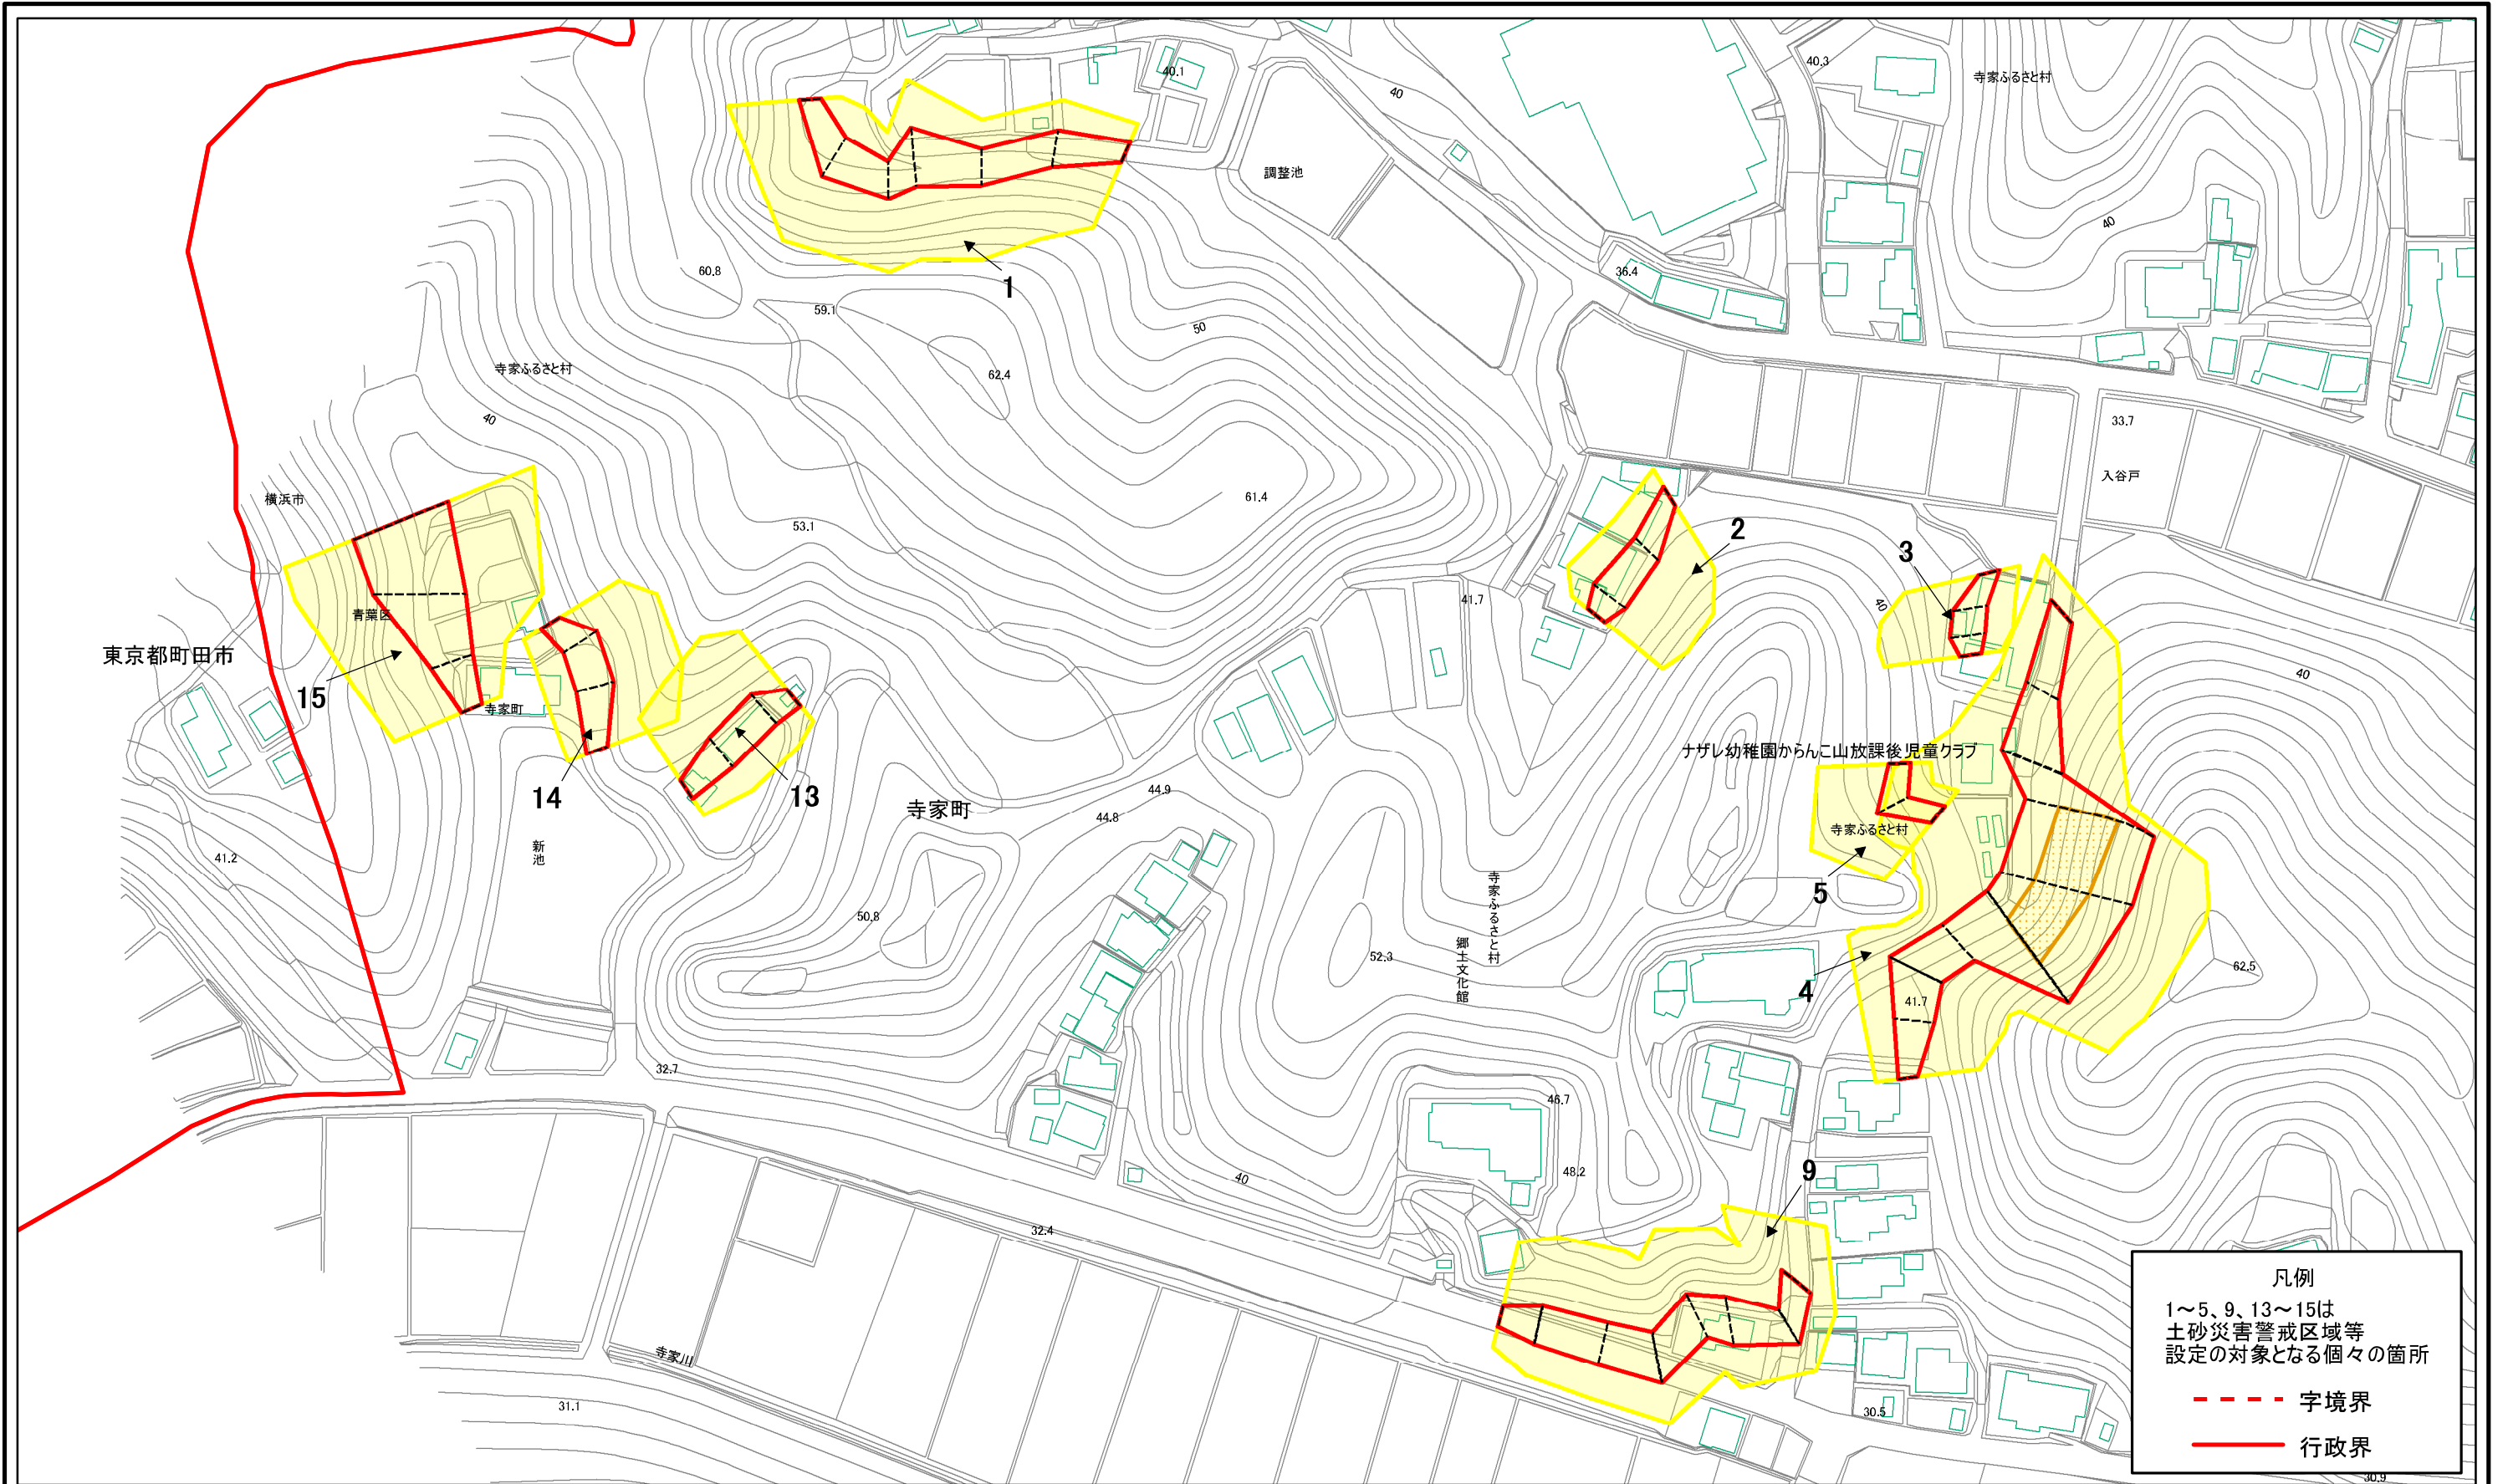 40.1
40
40.3
寺家ふるさと村
調整池
40
60.8
36.4
1
59.1
50
寺家ふるさと村
62.4
40
33.7
入谷戸
横浜市
61.4
53.1
2
3
40
41.7
青葉区
東京都町田市
15
寺家町
40
14
13
ナザレ幼稚園からんこ山放課後児童クラブ
寺家町
44.9
44.8
新池
41.2
寺家ふるさと村
5
50.8
寺家ふるさと村
郷土文化館
52.3
4
62.5
41.7
32.7
46.7
48.2
40
9
32.4
寺家川
31.1
30.5
30.9
凡例
1～5、9、13～15は
土砂災害警戒区域等
設定の対象となる個々の箇所
字境界
行政界